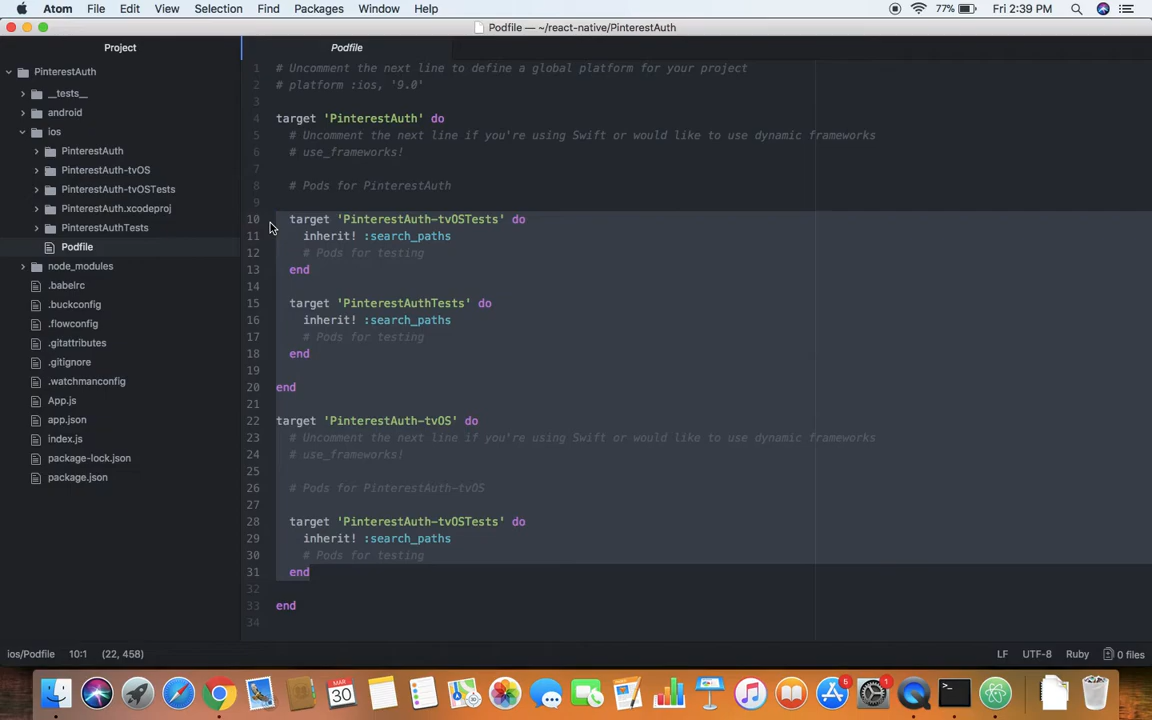 Atom File Edit View Selection Find Packages Window Help 77% Fri 2:39 PM
Podfile — ~/react-native/PinterestAuth
Project
PinterestAuth
__tests__
android
ios
PinterestAuth
PinterestAuth-tvOS
PinterestAuth-tvOSTests
PinterestAuth.xcodeproj
PinterestAuthTests
Podfile
node_modules
.babelrc
.buckconfig
.flowconfig
.gitattributes
.gitignore
.watchmanconfig
App.js
app.json
index.js
package-lock.json
package.json
Podfile
1 # Uncomment the next line to define a global platform for your project
2 # platform :ios, '9.0'
3
4 target 'PinterestAuth' do
5 # Uncomment the next line if you're using Swift or would like to use dynamic frameworks
6 # use_frameworks!
7
8 # Pods for PinterestAuth
9
10 target 'PinterestAuth-tvOSTests' do
11 inherit! :search_paths
12 # Pods for testing
13 end
14
15 target 'PinterestAuthTests' do
16 inherit! :search_paths
17 # Pods for testing
18 end
19
20 end
21
22 target 'PinterestAuth-tvOS' do
23 # Uncomment the next line if you're using Swift or would like to use dynamic frameworks
24 # use_frameworks!
25
26 # Pods for PinterestAuth-tvOS
27
28 target 'PinterestAuth-tvOSTests' do
29 inherit! :search_paths
30 # Pods for testing
31 end
32
33 end
34
ios/Podfile 10:1 (22, 458) LF UTF-8 Ruby 0 files
MAR
30
5
1